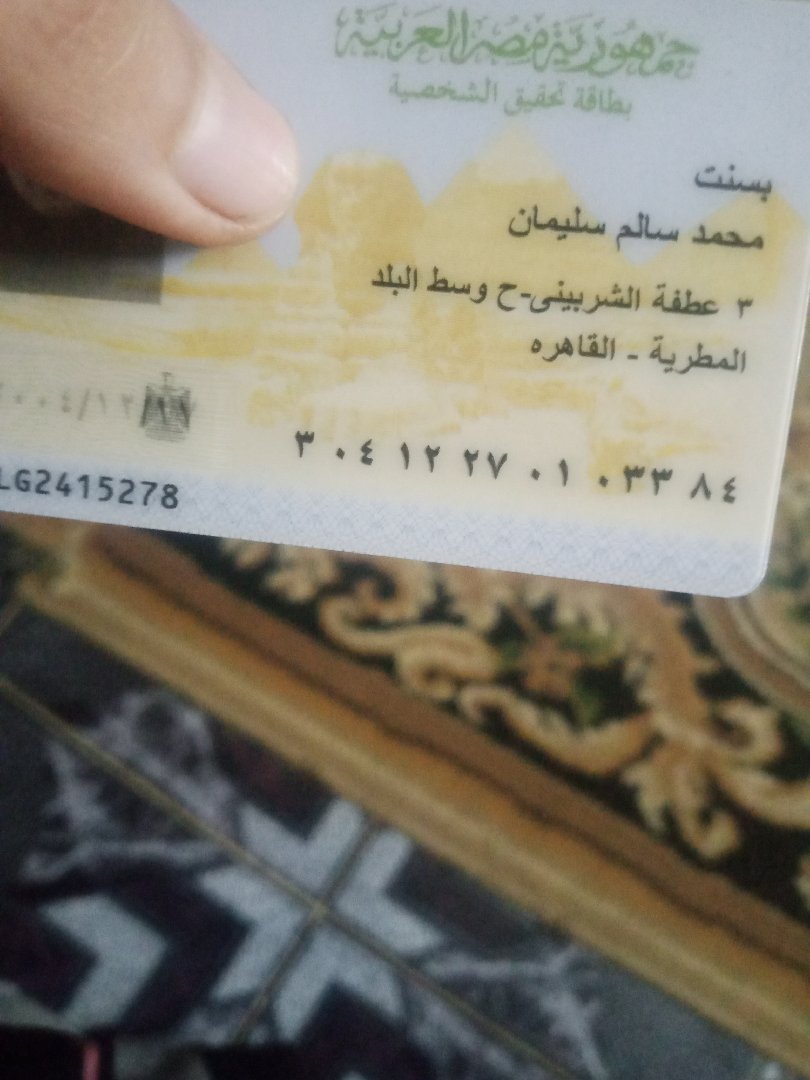 جمهورية مصر العربية
بطاقة تحقيق الشخصية
بسنت
محمد سالم سليمان
٣ عطفة الشربينى-ح وسط البلد
المطرية - القاهره
٣ ٠٤ ١٢ ٢٧ ٠١ ٠٣٣ ٨٤
LG2415278